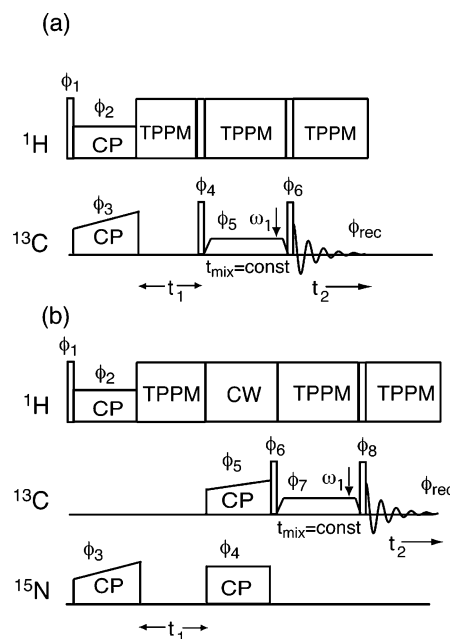 (a)
ϕ1
ϕ2
1H
CP
TPPM
TPPM
TPPM
ϕ3
ϕ4
ϕ5
ω1
ϕ6
ϕrec
13C
CP
tmix=const
t1
t2
(b)
ϕ1
ϕ2
1H
CP
TPPM
CW
TPPM
TPPM
ϕ5
ϕ6
ϕ7
ω1
ϕ8
ϕrec
13C
CP
tmix=const
t2
ϕ3
ϕ4
15N
CP
CP
t1